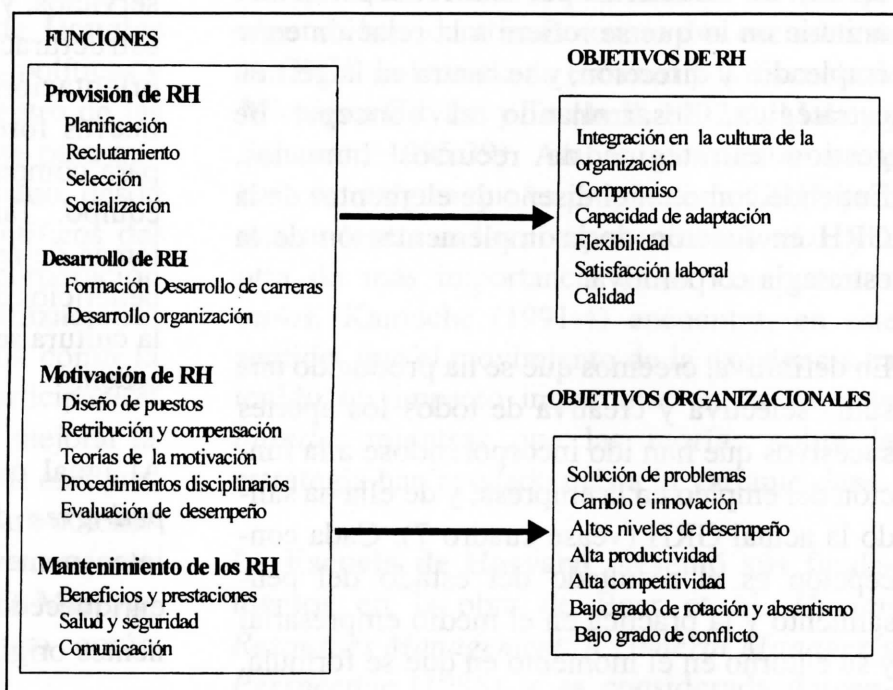 FUNCIONES
Provisión de RH
Planificación
Reclutamiento
Selección
Socialización
Desarrollo de RH
Formación Desarrollo de carreras
Desarrollo organización
Motivación de RH
Diseño de puestos
Retribución y compensación
Teorías de la motivación
Procedimientos disciplinarios
Evaluación de desempeño
Mantenimiento de los RH
Beneficios y prestaciones
Salud y seguridad
Comunicación
OBJETIVOS DE RH
Integración en la cultura de la
organización
Compromiso
Capacidad de adaptación
Flexibilidad
Satisfacción laboral
Calidad
OBJETIVOS ORGANIZACIONALES
Solución de problemas
Cambio e innovación
Altos niveles de desempeño
Alta productividad
Alta competitividad
Bajo grado de rotación y absentismo
Bajo grado de conflicto